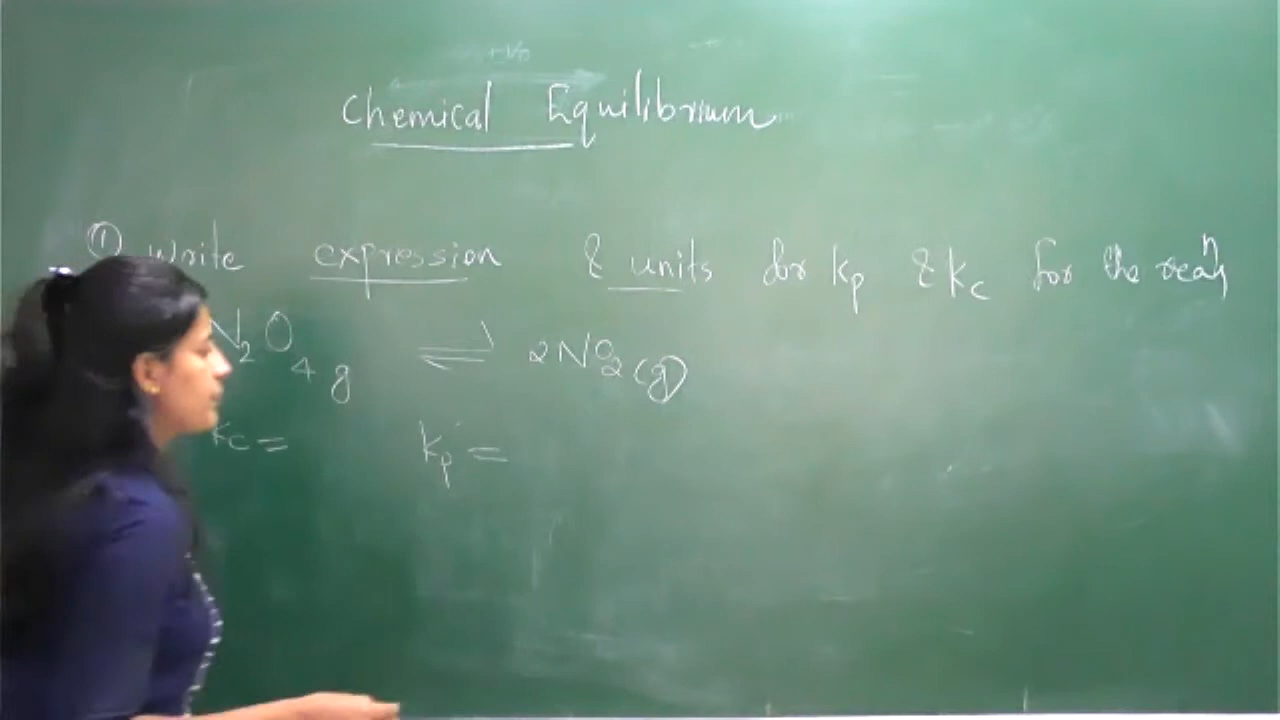 Chemical Equilibrium
① Write expression & units for Kp & Kc for the reaⁿ
N₂O₄ g ⇌ 2NO₂(g)
Kc = Kp =